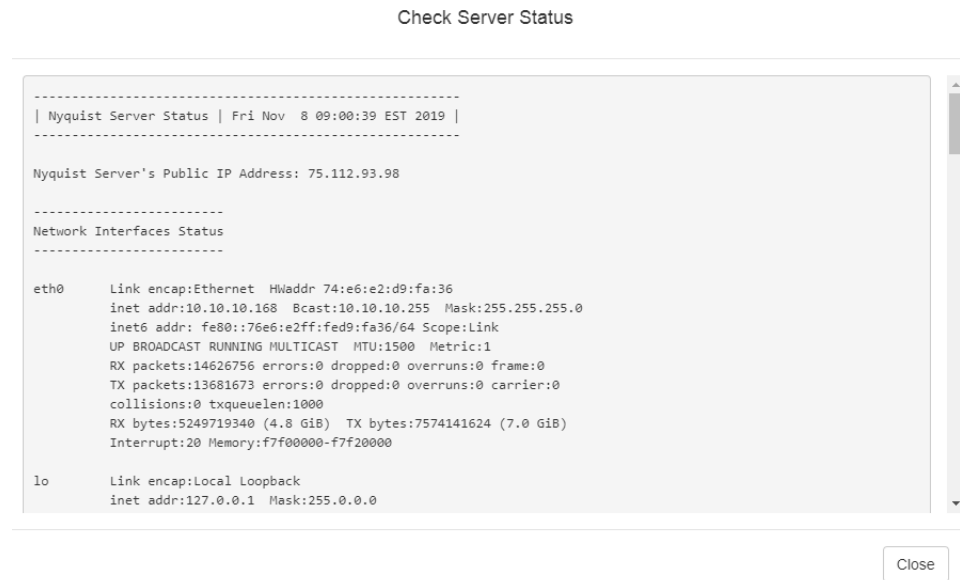 Check Server Status
--------------------------------------------------------
| Nyquist Server Status | Fri Nov  8 09:00:39 EST 2019 |
--------------------------------------------------------
Nyquist Server's Public IP Address: 75.112.93.98
-------------------------
Network Interfaces Status
-------------------------
eth0      Link encap:Ethernet  HWaddr 74:e6:e2:d9:fa:36
          inet addr:10.10.10.168  Bcast:10.10.10.255  Mask:255.255.255.0
          inet6 addr: fe80::76e6:e2ff:fed9:fa36/64 Scope:Link
          UP BROADCAST RUNNING MULTICAST  MTU:1500  Metric:1
          RX packets:14626756 errors:0 dropped:0 overruns:0 frame:0
          TX packets:13681673 errors:0 dropped:0 overruns:0 carrier:0
          collisions:0 txqueuelen:1000
          RX bytes:5249719340 (4.8 GiB)  TX bytes:7574141624 (7.0 GiB)
          Interrupt:20 Memory:f7f00000-f7f20000
lo        Link encap:Local Loopback
          inet addr:127.0.0.1  Mask:255.0.0.0
Close